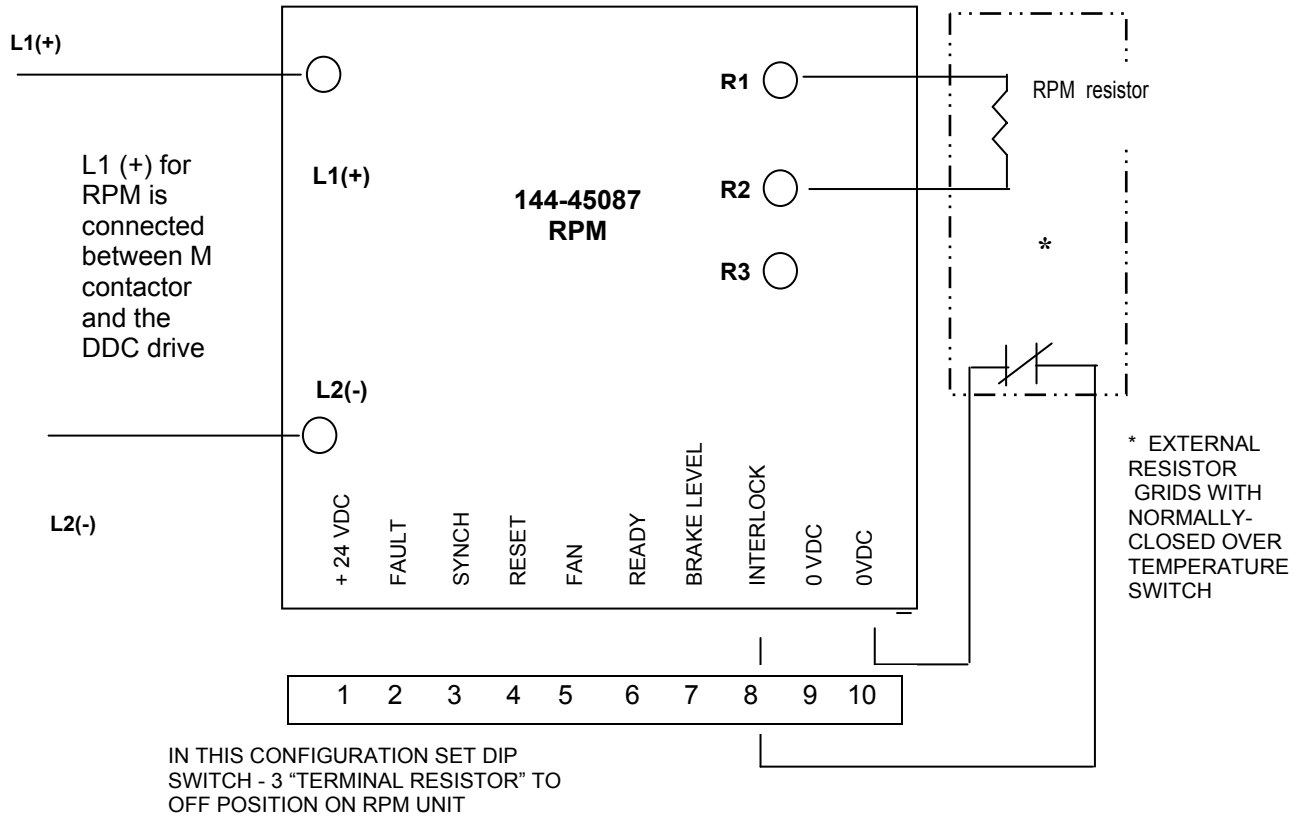 L1(+)
L1 (+) for
RPM is
connected
between M
contactor
and the
DDC drive
L2(-)
L1(+)
L2(-)
144-45087
RPM
R1
R2
R3
RPM resistor
*
* EXTERNAL
RESISTOR
GRIDS WITH
NORMALLY-
CLOSED OVER
TEMPERATURE
SWITCH
+ 24 VDC
FAULT
SYNCH
RESET
FAN
READY
BRAKE LEVEL
INTERLOCK
0 VDC
0VDC
1 2 3 4 5 6 7 8 9 10
IN THIS CONFIGURATION SET DIP
SWITCH - 3 “TERMINAL RESISTOR” TO
OFF POSITION ON RPM UNIT